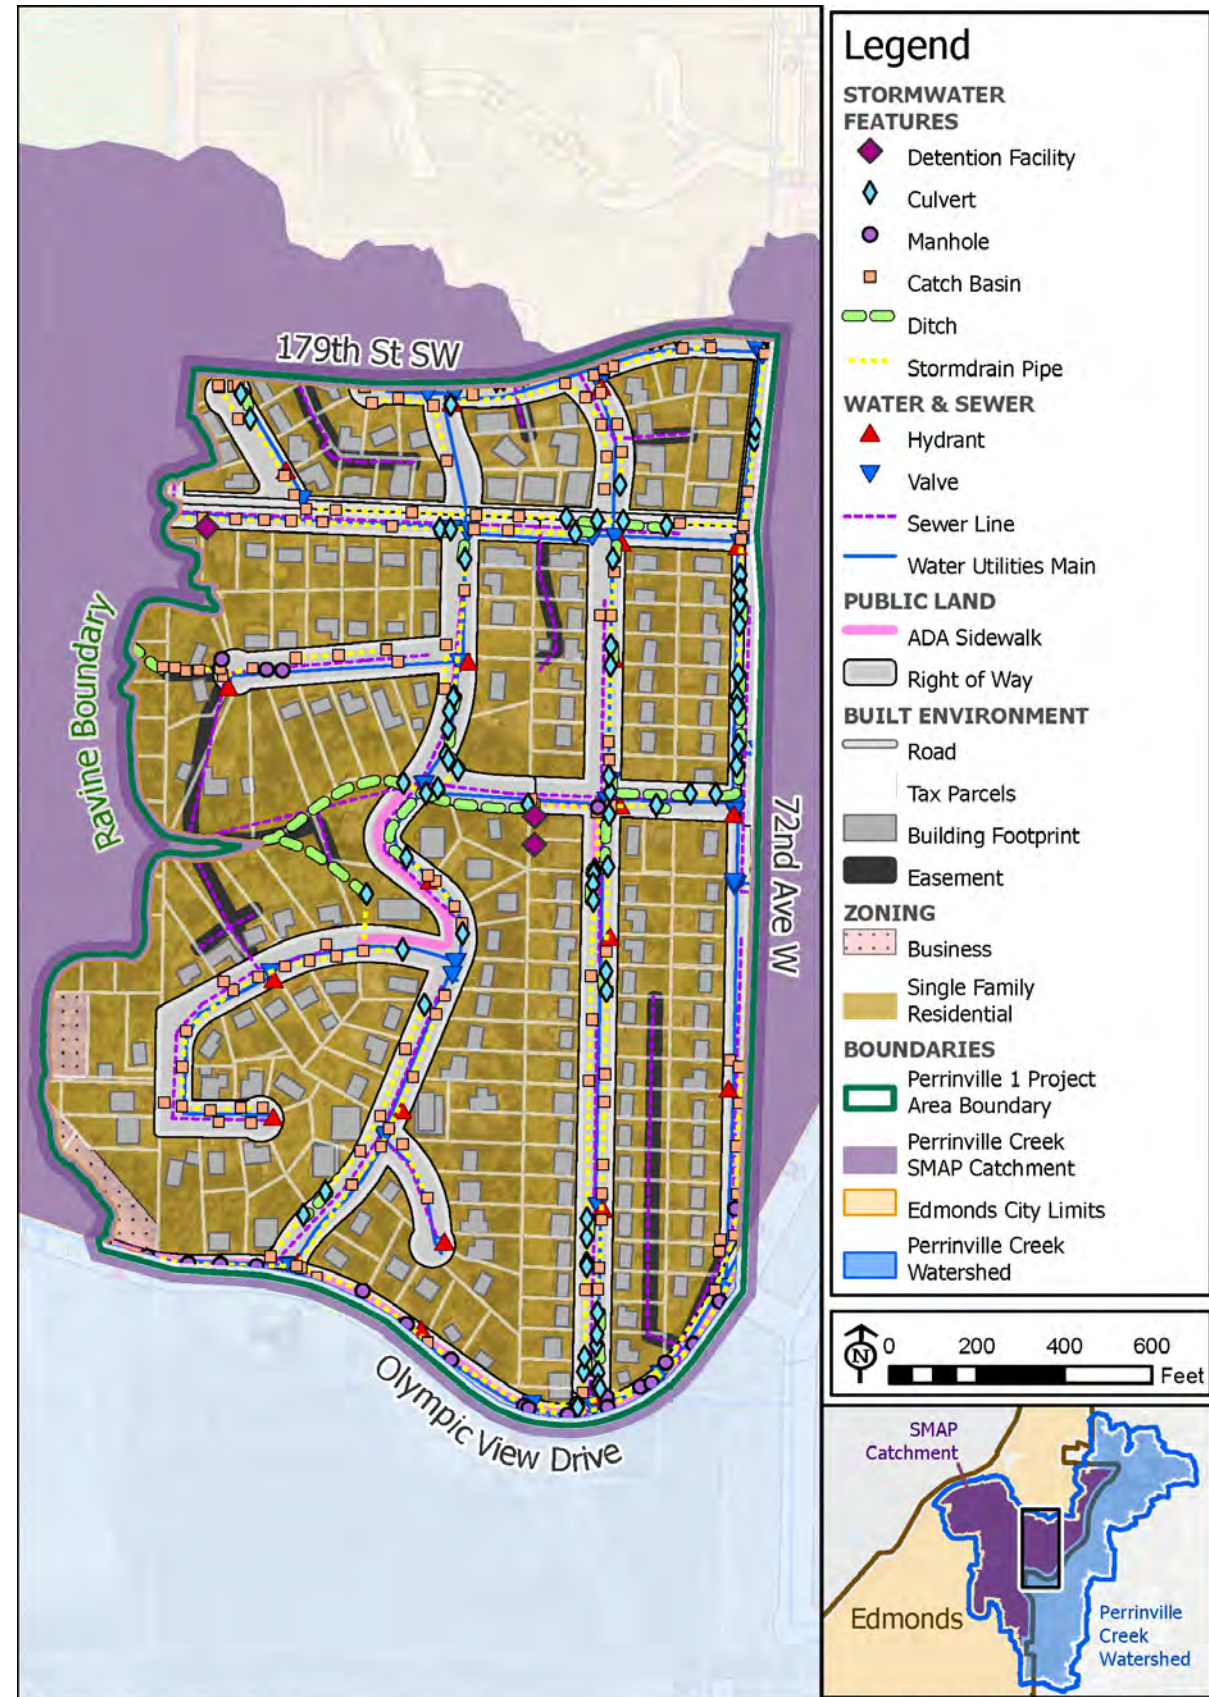 179th St SW
Ravine Boundary
72nd Ave W
Olympic View Drive
Legend
STORMWATER
FEATURES
Detention Facility
Culvert
Manhole
Catch Basin
Ditch
Stormdrain Pipe
WATER & SEWER
Hydrant
Valve
Sewer Line
Water Utilities Main
PUBLIC LAND
ADA Sidewalk
Right of Way
BUILT ENVIRONMENT
Road
Tax Parcels
Building Footprint
Easement
ZONING
Business
Single Family
Residential
BOUNDARIES
Perrinville 1 Project
Area Boundary
Perrinville Creek
SMAP Catchment
Edmonds City Limits
Perrinville Creek
Watershed
N
0 200 400 600
Feet
SMAP
Catchment
Edmonds
Perrinville
Creek
Watershed